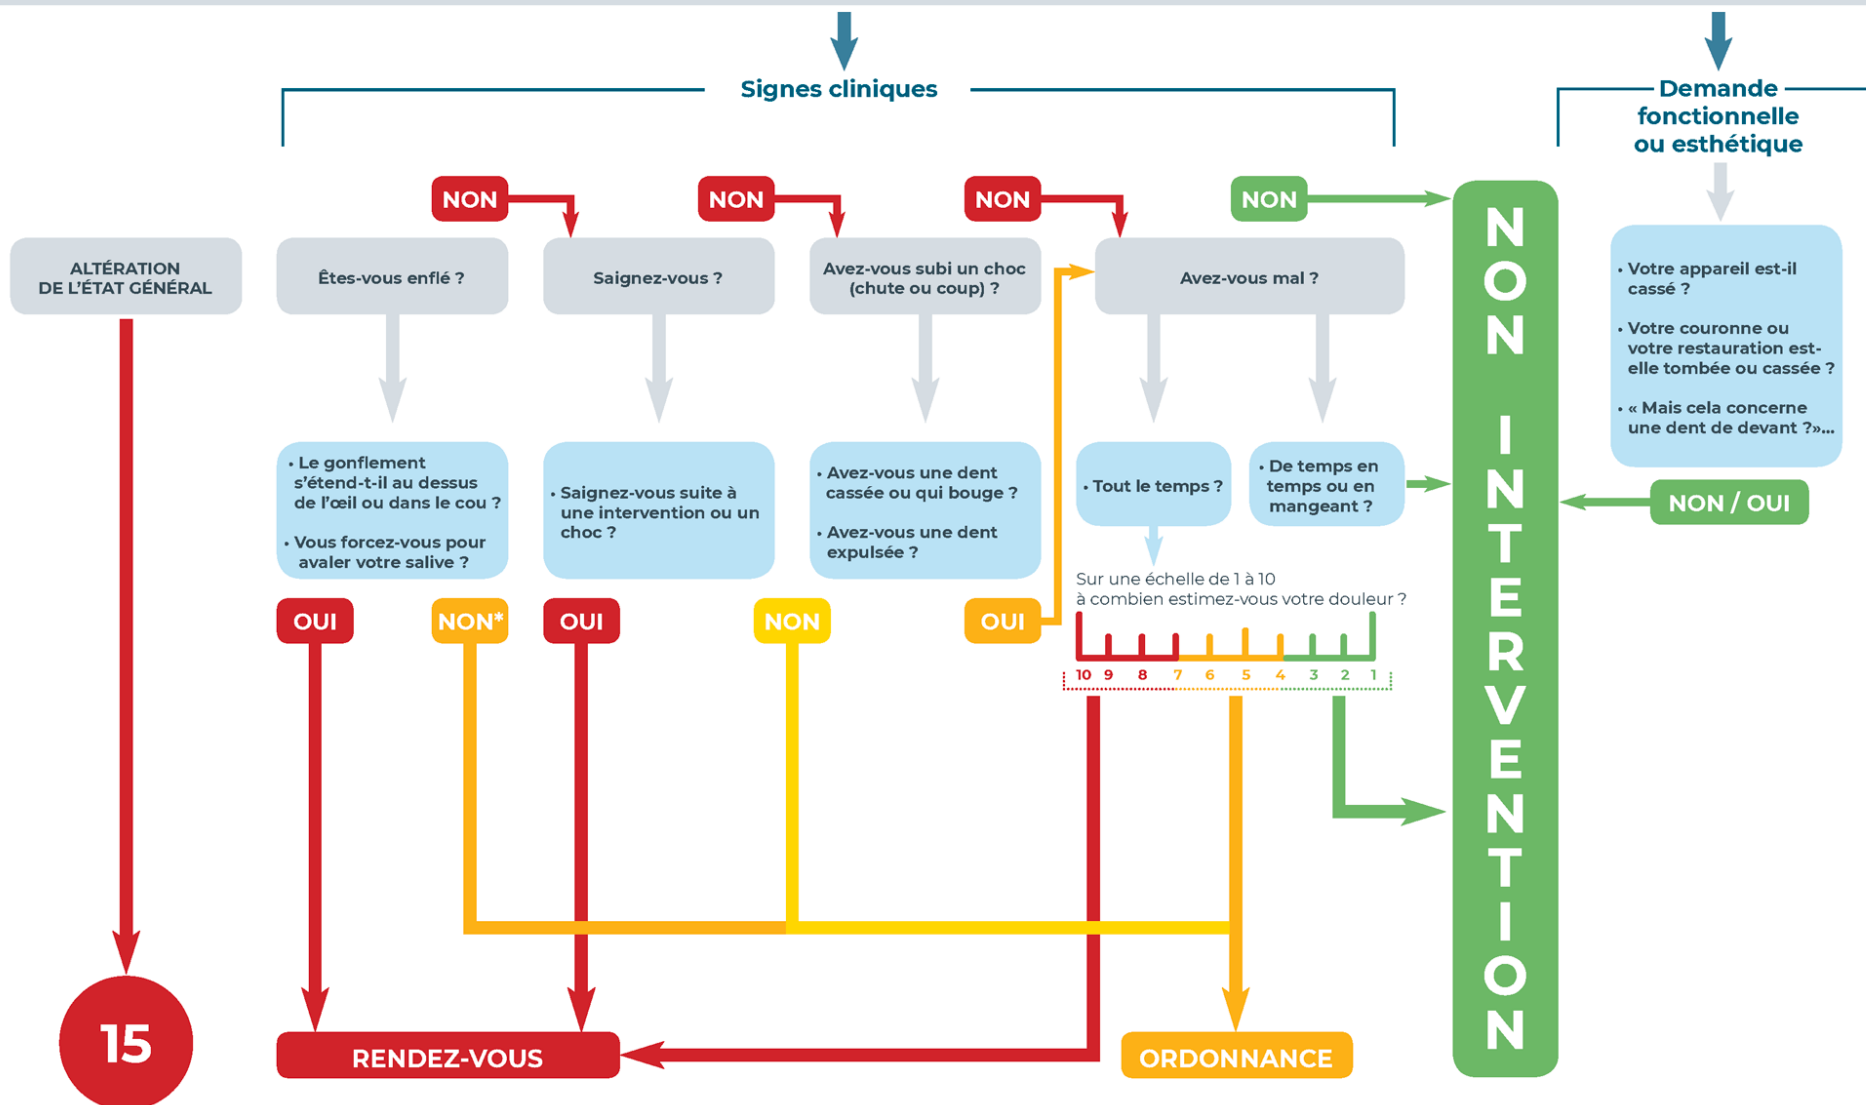 Signes cliniques
Demande
fonctionnelle
ou esthétique
NON
NON
NON
NON
ALTÉRATION
DE L'ÉTAT GÉNÉRAL
Êtes-vous enflé ?
Saignez-vous ?
Avez-vous subi un choc
(chute ou coup) ?
Avez-vous mal ?
• Le gonflement
s'étend-t-il au dessus
de l'œil ou dans le cou ?
• Vous forcez-vous pour
avaler votre salive ?
• Saignez-vous suite à
une intervention ou un
choc ?
• Avez-vous une dent
cassée ou qui bouge ?
• Avez-vous une dent
expulsée ?
• Tout le temps ?
• De temps en
temps ou en
mangeant ?
• Votre appareil est-il
cassé ?
• Votre couronne ou
votre restauration est-
elle tombée ou cassée ?
• « Mais cela concerne
une dent de devant ?»...
NON / OUI
Sur une échelle de 1 à 10
à combien estimez-vous votre douleur ?
OUI
NON*
OUI
NON
OUI
10 9 8 7 6 5 4 3 2 1
NON INTERVENTION
15
RENDEZ-VOUS
ORDONNANCE